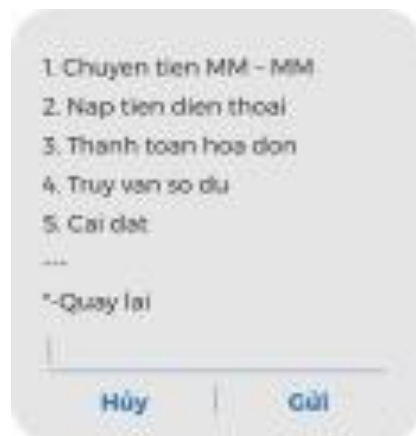 1. Chuyen tien MM - MM
2. Nap tien dien thoai
3. Thanh toan hoa don
4. Truy van so du
5. Cai dat
---
*-Quay lai
Hủy Gửi